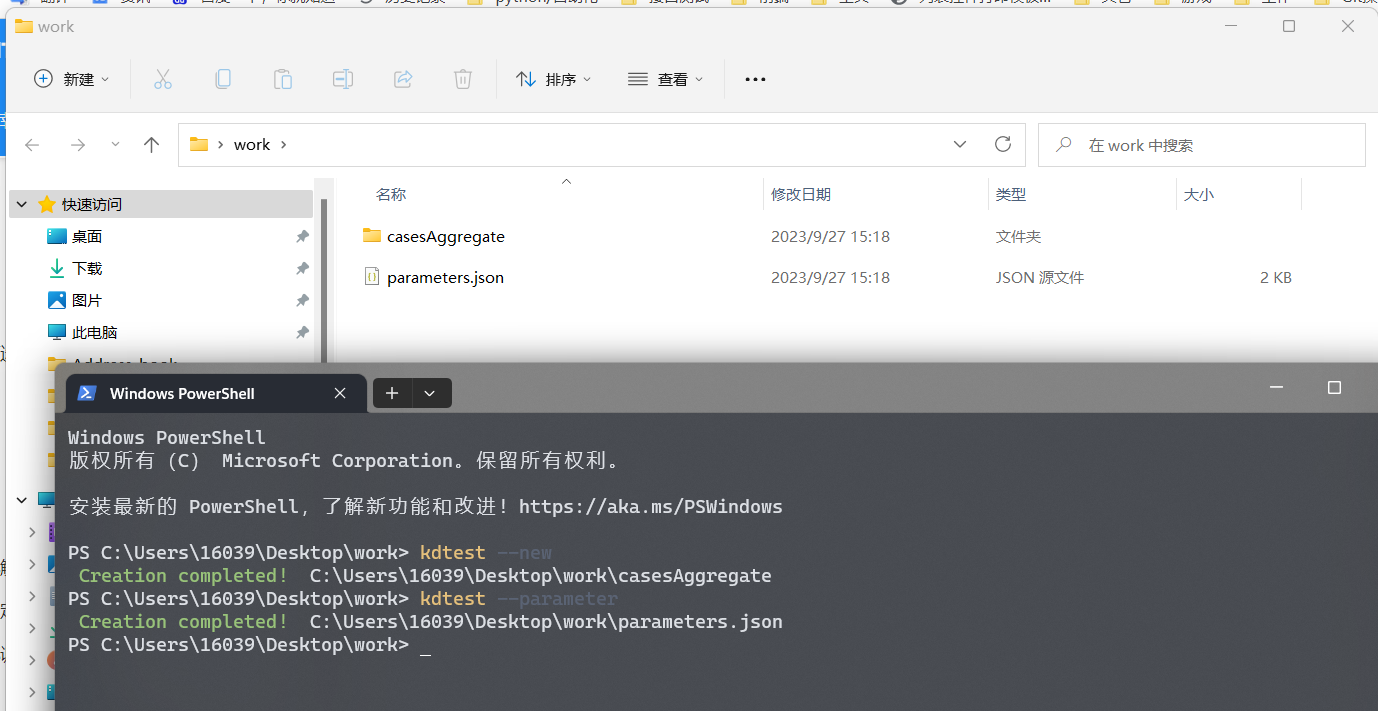 work
新建
排序
查看
work
在 work 中搜索
快速访问
桌面
下载
图片
此电脑
名称
修改日期
类型
大小
casesAggregate
2023/9/27 15:18
文件夹
parameters.json
2023/9/27 15:18
JSON 源文件
2 KB
Windows PowerShell
Windows PowerShell
版权所有 (C) Microsoft Corporation。保留所有权利。
安装最新的 PowerShell,了解新功能和改进!https://aka.ms/PSWindows
PS C:\Users\16039\Desktop\work> kdtest --new
Creation completed! C:\Users\16039\Desktop\work\casesAggregate
PS C:\Users\16039\Desktop\work> kdtest --parameter
Creation completed! C:\Users\16039\Desktop\work\parameters.json
PS C:\Users\16039\Desktop\work> _